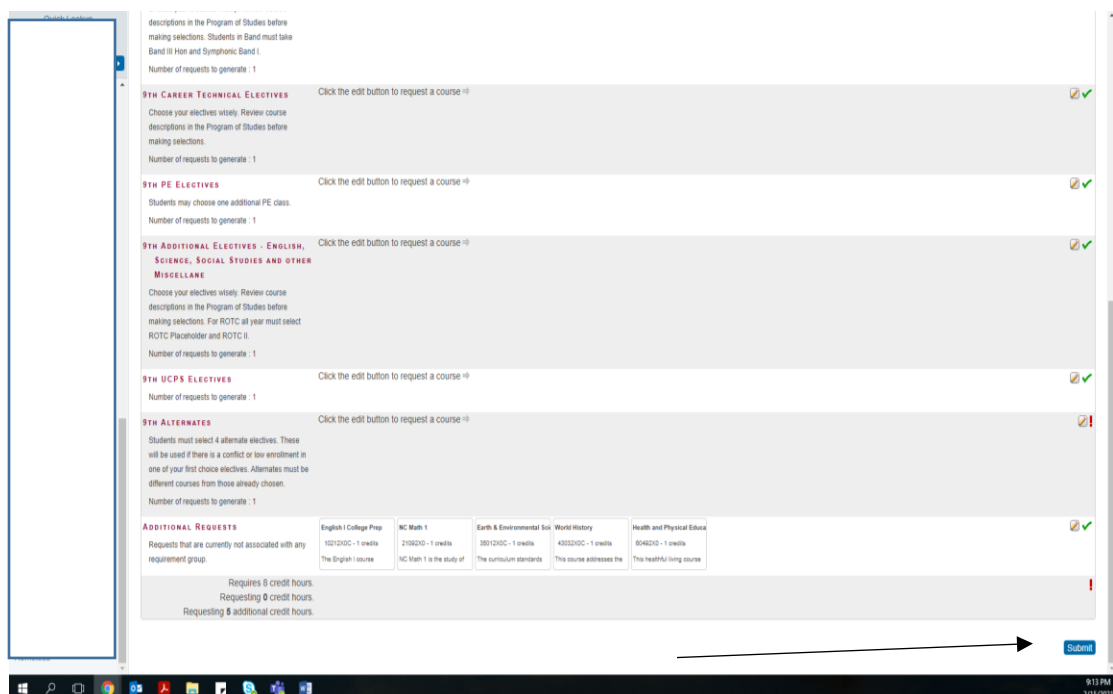 descriptions in the Program of Studies before
making selections. Students in Band must take
Band III Hon and Symphonic Band I.
Number of requests to generate : 1
9TH CAREER TECHNICAL ELECTIVES
Click the edit button to request a course
Choose your electives wisely. Review course
descriptions in the Program of Studies before
making selections.
Number of requests to generate : 1
9TH PE ELECTIVES
Click the edit button to request a course
Students may choose one additional PE class.
Number of requests to generate : 1
9TH ADDITIONAL ELECTIVES - ENGLISH,
SCIENCE, SOCIAL STUDIES AND OTHER
MISCELLANE
Click the edit button to request a course
Choose your electives wisely. Review course
descriptions in the Program of Studies before
making selections. For ROTC all year must select
ROTC Placeholder and ROTC II.
Number of requests to generate : 1
9TH UCPS ELECTIVES
Click the edit button to request a course
Number of requests to generate : 1
9TH ALTERNATES
Click the edit button to request a course
Students must select 4 alternate electives. These
will be used if there is a conflict or low enrollment in
one of your first choice electives. Alternates must be
different courses from those already chosen.
Number of requests to generate : 1
ADDITIONAL REQUESTS
Requests that are currently not associated with any
requirement group.
English I College Prep
10212X0C - 1 credits
The English I course
NC Math 1
21092X0 - 1 credits
NC Math 1 is the study of
Earth & Environmental Sci
35012X0C - 1 credits
The curriculum standards
World History
43032X0C - 1 credits
This course addresses the
Health and Physical Educa
60492X0 - 1 credits
This healthful living course
Requires 8 credit hours.
Requesting 0 credit hours.
Requesting 5 additional credit hours.
Submit
9:13 PM